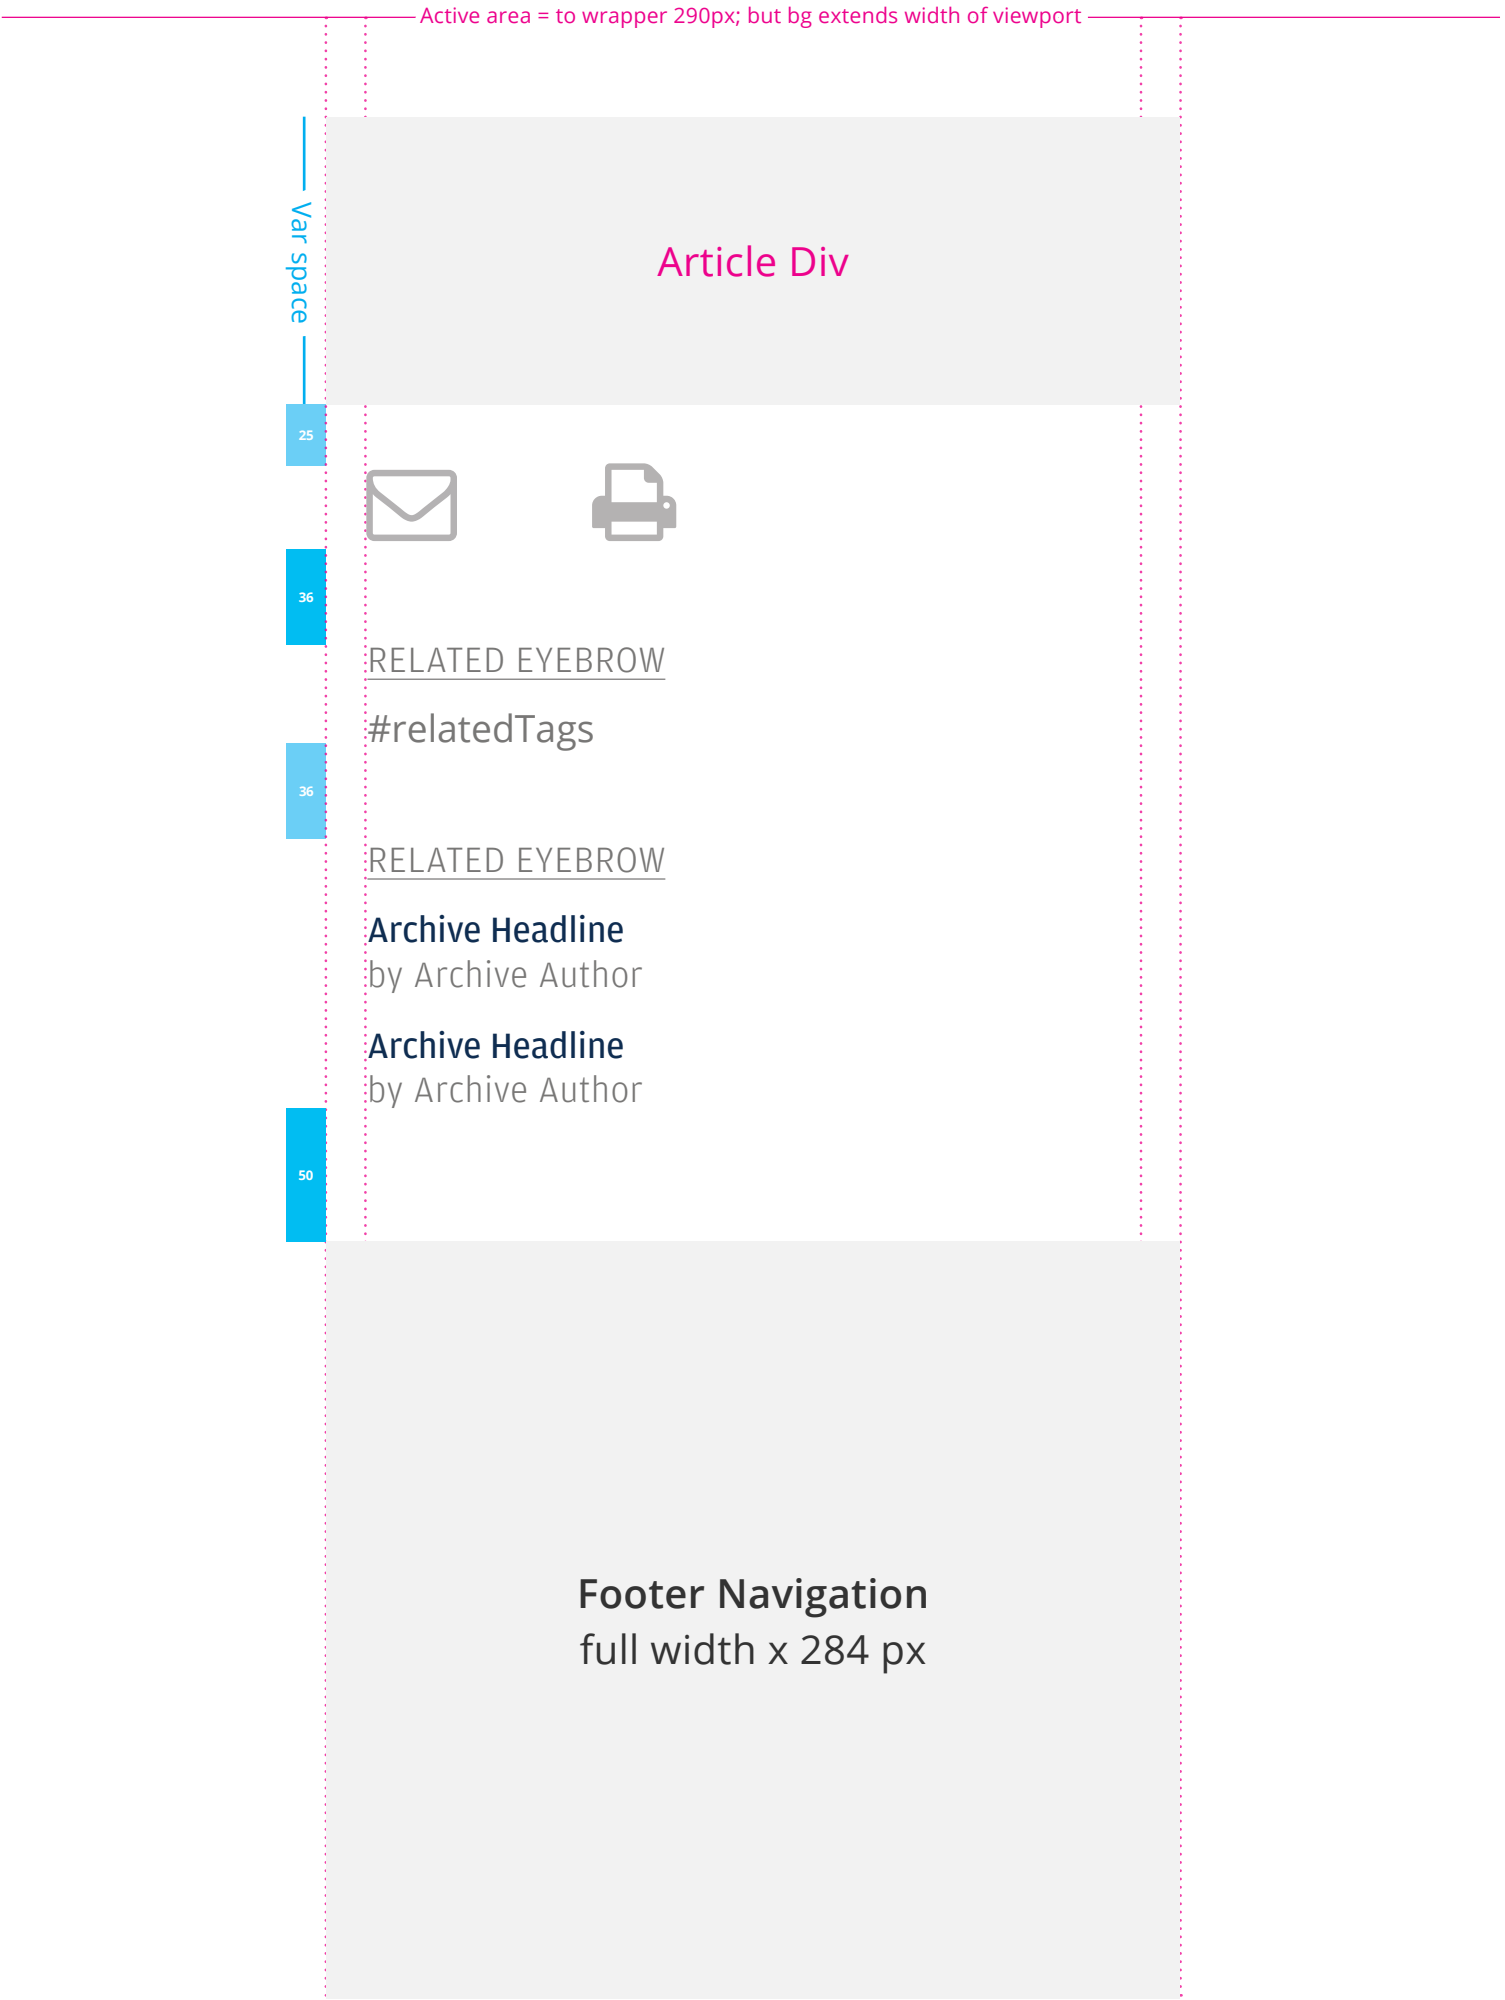 Active area = to wrapper 290px; but bg extends width of viewport
Var space
Article Div
25
36
RELATED EYEBROW
#relatedTags
36
RELATED EYEBROW
Archive Headline
by Archive Author
Archive Headline
by Archive Author
50
Footer Navigation
full width x 284 px